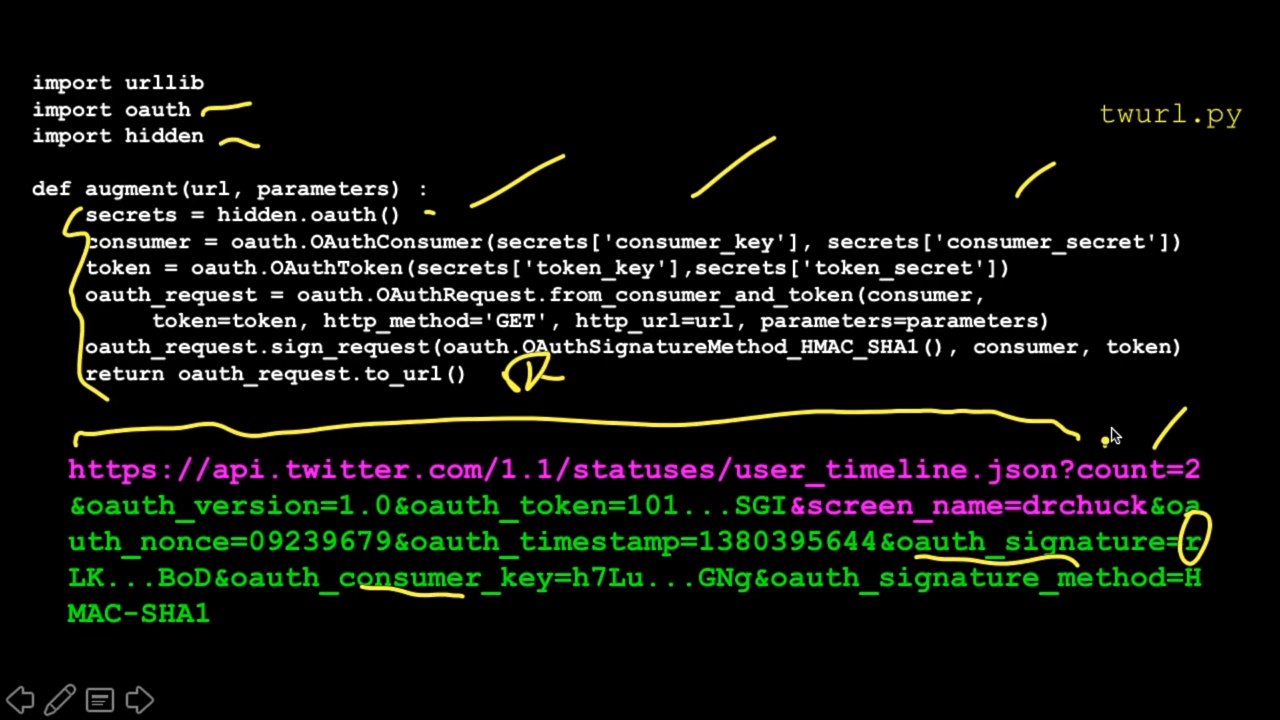 import urllib
import oauth
import hidden
twurl.py
def augment(url, parameters) :
    secrets = hidden.oauth()
    consumer = oauth.OAuthConsumer(secrets['consumer_key'], secrets['consumer_secret'])
    token = oauth.OAuthToken(secrets['token_key'],secrets['token_secret'])
    oauth_request = oauth.OAuthRequest.from_consumer_and_token(consumer,
         token=token, http_method='GET', http_url=url, parameters=parameters)
    oauth_request.sign_request(oauth.OAuthSignatureMethod_HMAC_SHA1(), consumer, token)
    return oauth_request.to_url()
https://api.twitter.com/1.1/statuses/user_timeline.json?count=2
&oauth_version=1.0&oauth_token=101...SGI&screen_name=drchuck&oa
uth_nonce=09239679&oauth_timestamp=1380395644&oauth_signature=r
LK...BoD&oauth_consumer_key=h7Lu...GNg&oauth_signature_method=H
MAC-SHA1